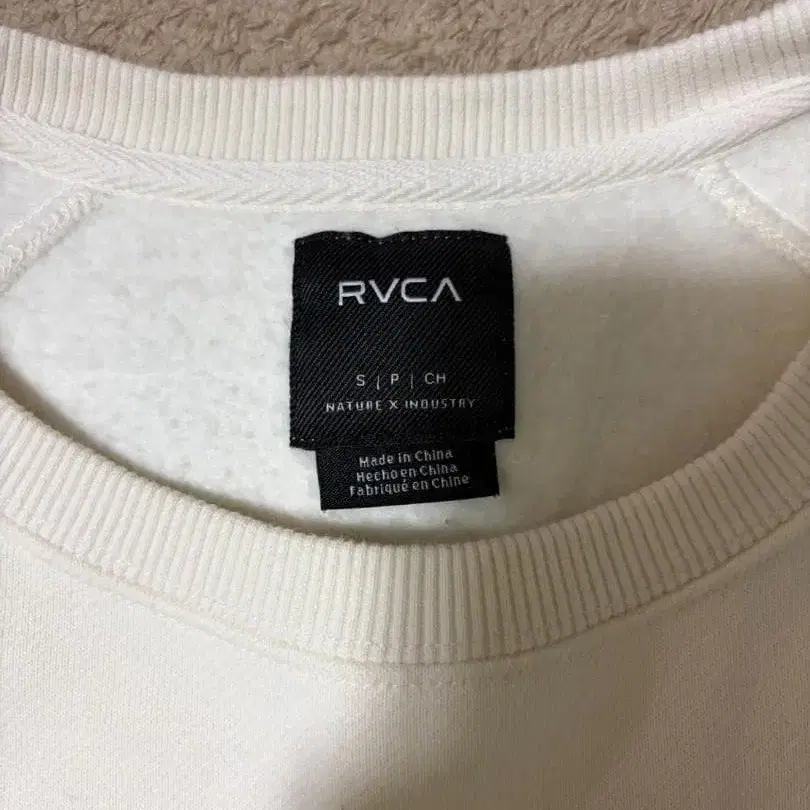 RVCA
S | P | CH
NATURE X INDUSTRY
Made in China
Hecho en China
Fabriqué en Chine